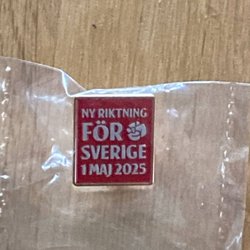 NY RIKTNING
FÖR
SVERIGE
1 MAJ 2025